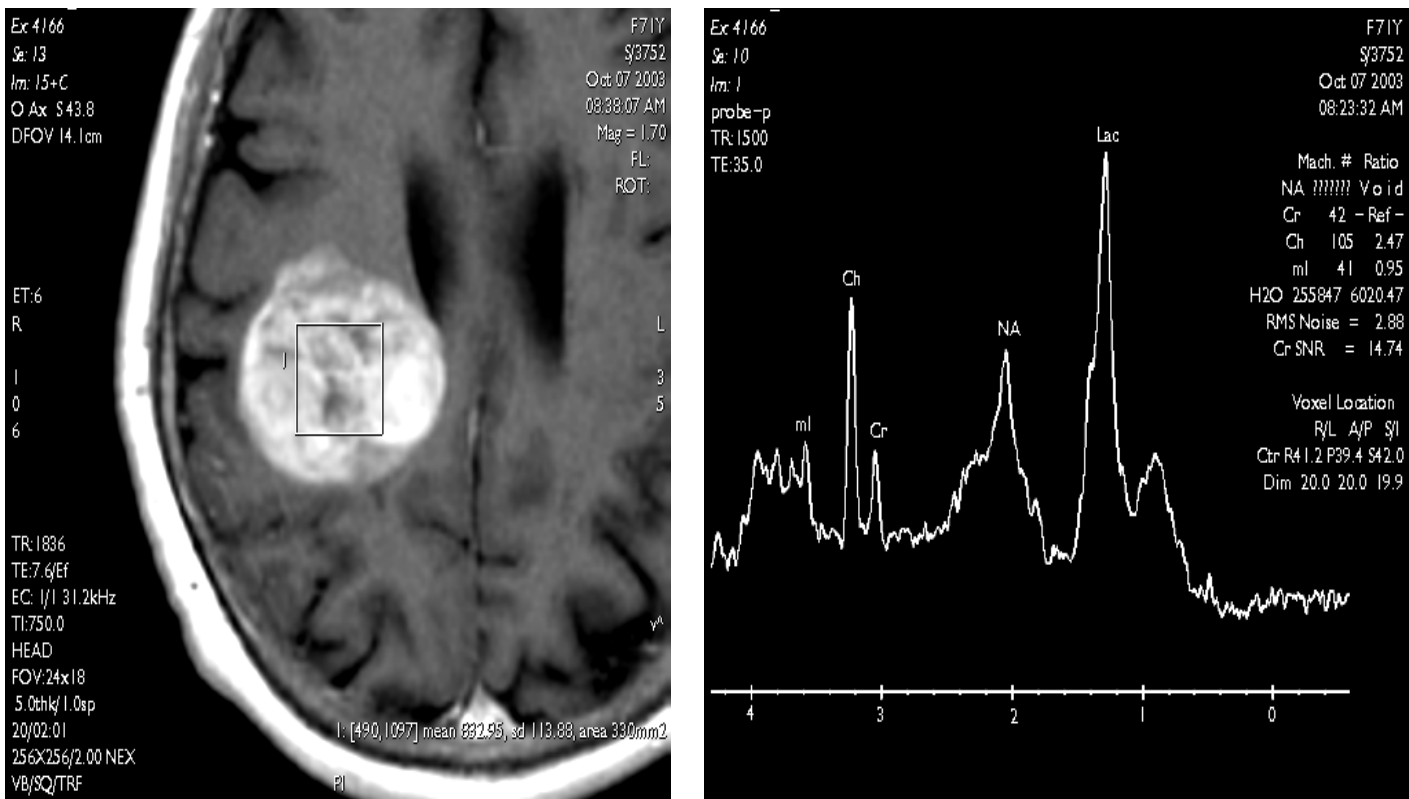 Ex 4166
Se: 13
Im: 15+C
O Ax S43.8
DFOV 14.1cm
F71Y
S/3752
Oct 07 2003
08:38:07 AM
Mag = 1.70
FL:
ROT:
ET:6
R
1
0
6
1
L
3
5
TR:1836
TE:7.6/Ef
EC: 1/1 31.2kHz
TI:750.0
HEAD
FOV:24x18
5.0thk/1.0sp
20/02:01
256X256/2.00 NEX
VB/SQ/TRF
1: [490,1097] mean 832.95, sd 113.88, area 330mm2
PI
Ex 4166
Se: 10
Im: 1
probe-p
TR:1500
TE:35.0
F71Y
S/3752
Oct 07 2003
08:23:32 AM
Mach. # Ratio
NA ??????? Void
Cr 42 -Ref-
Ch 105 2.47
mI 41 0.95
H2O 255847 6020.47
RMS Noise = 2.88
Cr SNR = 14.74
Voxel Location
R/L A/P S/I
Ctr R41.2 P39.4 S42.0
Dim 20.0 20.0 19.9
Lac
Ch
NA
mI
Cr
4 3 2 1 0